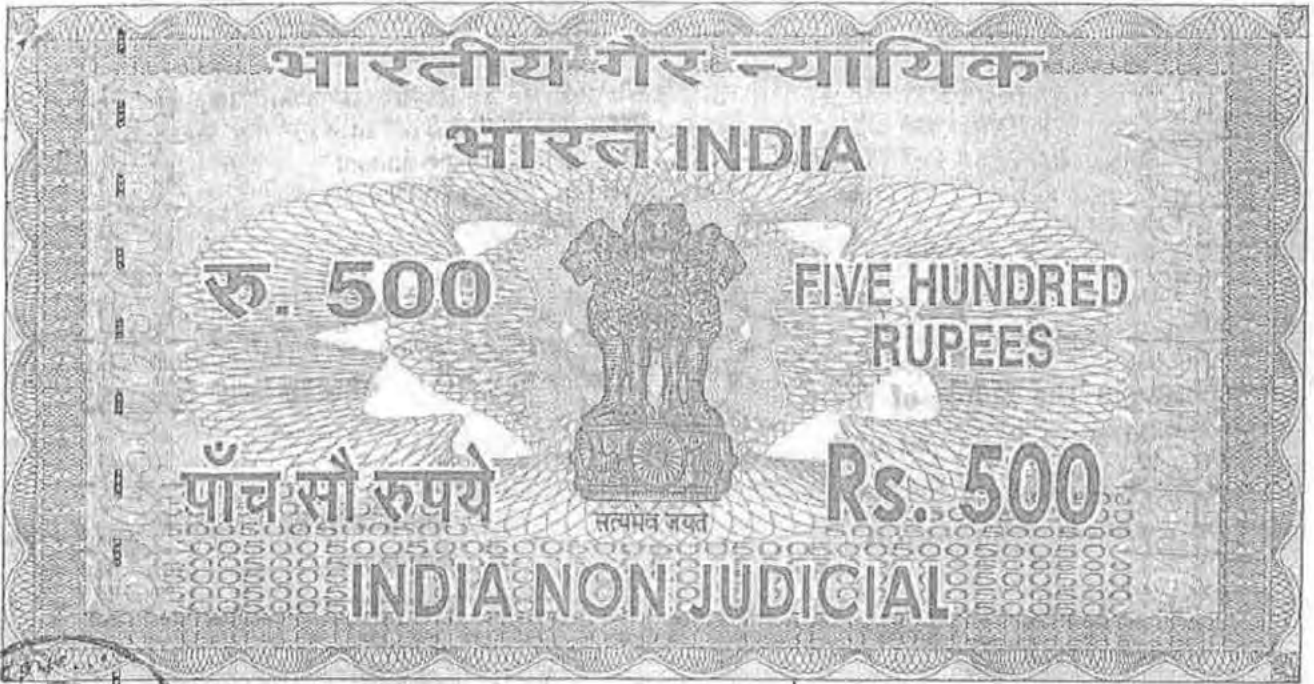 भारतीय गैर न्यायिक
भारत INDIA
रु. 500
FIVE HUNDRED
RUPEES
पाँच सौ रुपये
Rs. 500
सत्यमेव जयते
INDIA NON JUDICIAL